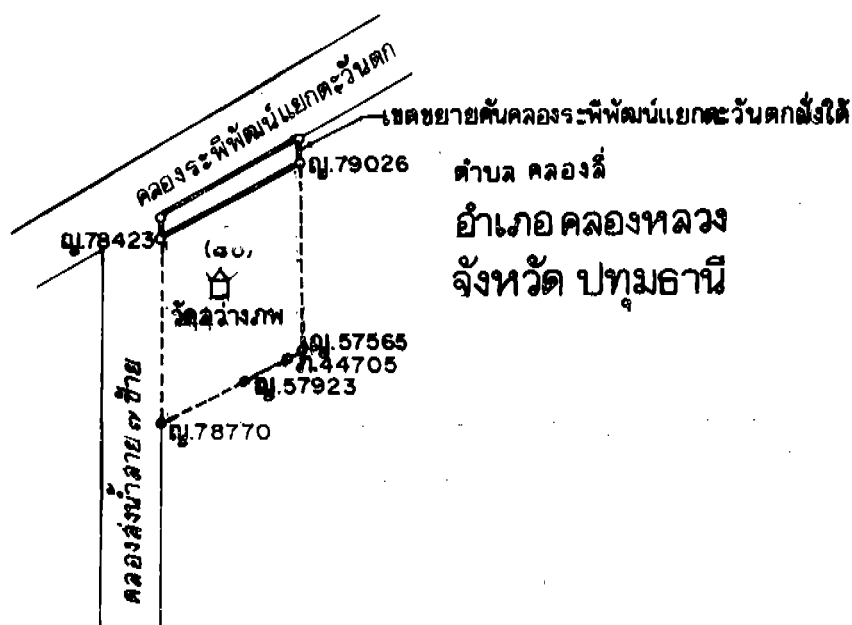 คลองระพีพัฒน์แยกตะวันตก
เขตขยายคันคลองระพีพัฒน์แยกตะวันตกฝั่งใต้
ญ.79026
ตำบล คลองสี่
อำเภอ คลองหลวง
จังหวัด ปทุมธานี
ญ.78423
(๘๐)
วัดสว่างภพ
ญ.57565
ภ.44705
ญ.57923
ญ.78770
คลองส่งน้ำสาย ๗ ซ้าย